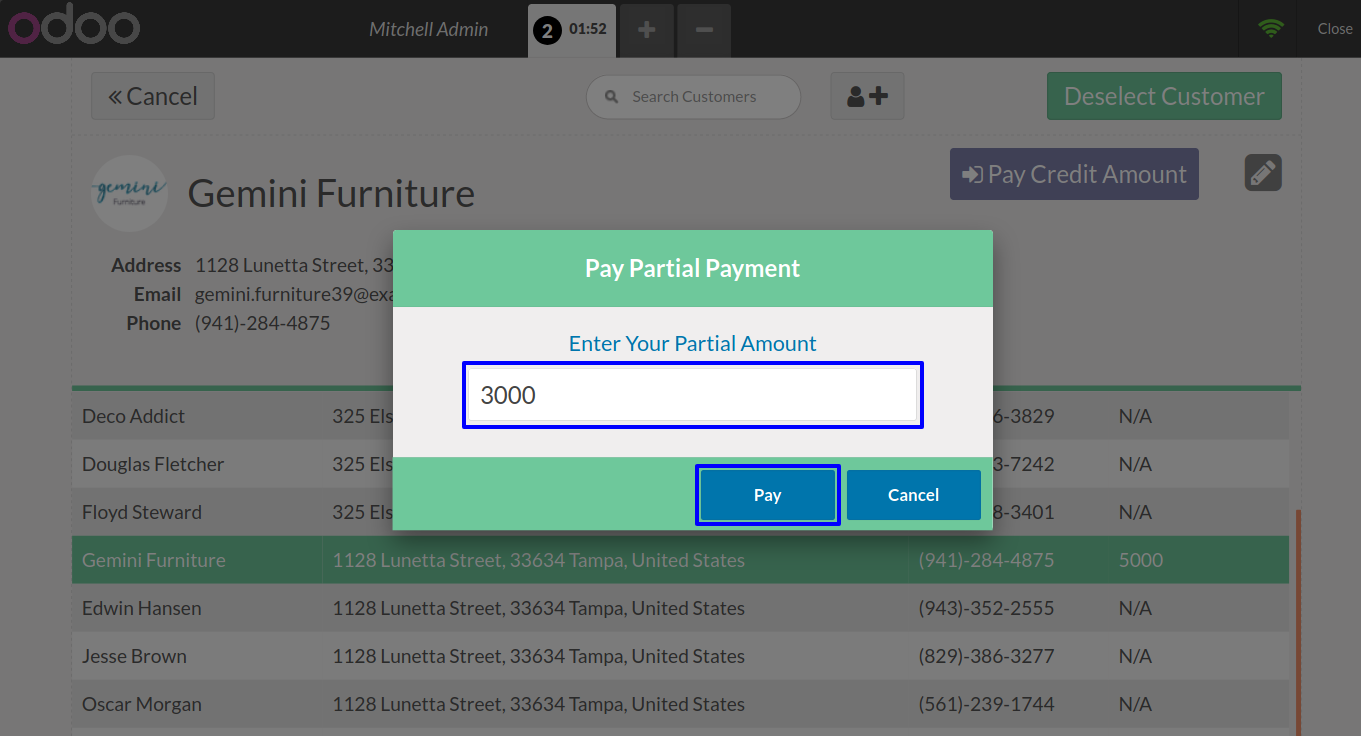 odoo
Mitchell Admin
2 01:52
Close
Cancel
Search Customers
Deselect Customer
gemini
Furniture
Gemini Furniture
Pay Credit Amount
Address 1128 Lunetta Street, 33
Email gemini.furniture39@exa
Phone (941)-284-4875
Pay Partial Payment
Enter Your Partial Amount
3000
Pay Cancel
Deco Addict 325 Els 6-3829 N/A
Douglas Fletcher 325 Els 3-7242 N/A
Floyd Steward 325 Els 8-3401 N/A
Gemini Furniture 1128 Lunetta Street, 33634 Tampa, United States (941)-284-4875 5000
Edwin Hansen 1128 Lunetta Street, 33634 Tampa, United States (943)-352-2555 N/A
Jesse Brown 1128 Lunetta Street, 33634 Tampa, United States (829)-386-3277 N/A
Oscar Morgan 1128 Lunetta Street, 33634 Tampa, United States (561)-239-1744 N/A